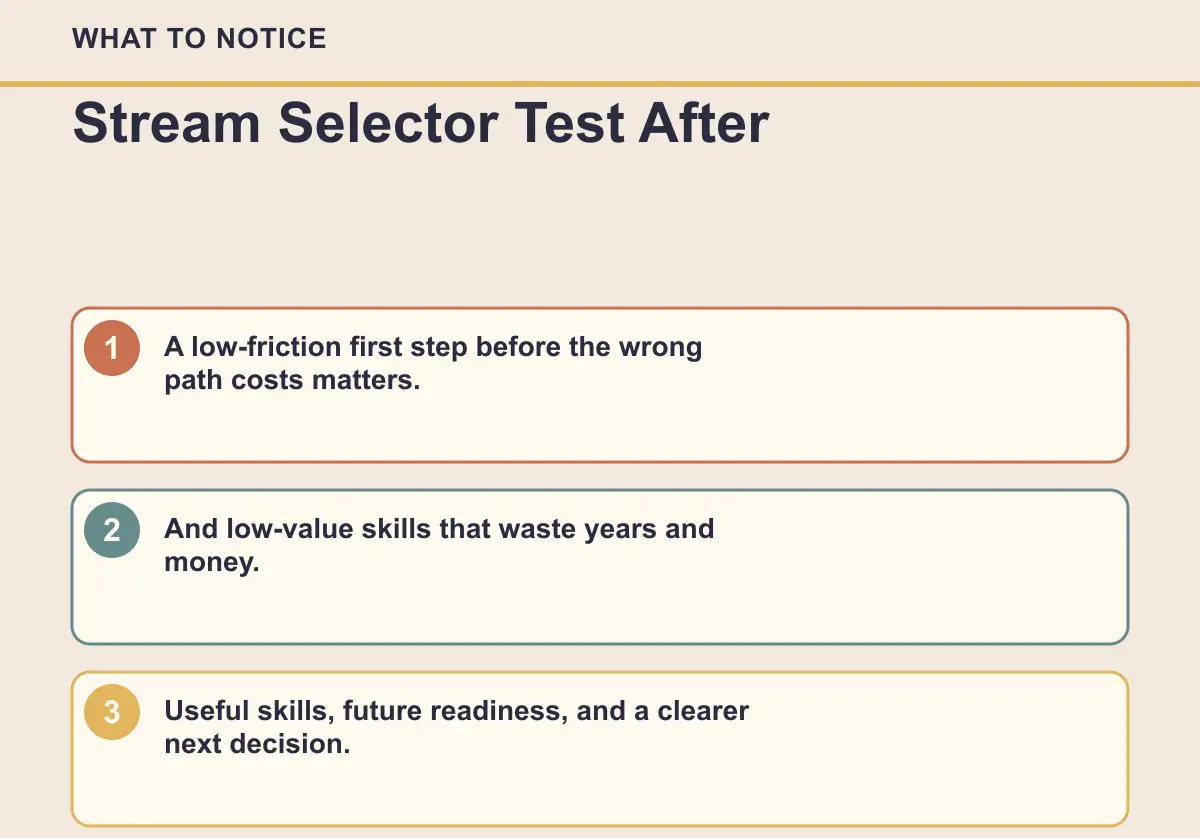 WHAT TO NOTICE
Stream Selector Test After
1
A low-friction first step before the wrong
path costs matters.
2
And low-value skills that waste years and
money.
3
Useful skills, future readiness, and a clearer
next decision.